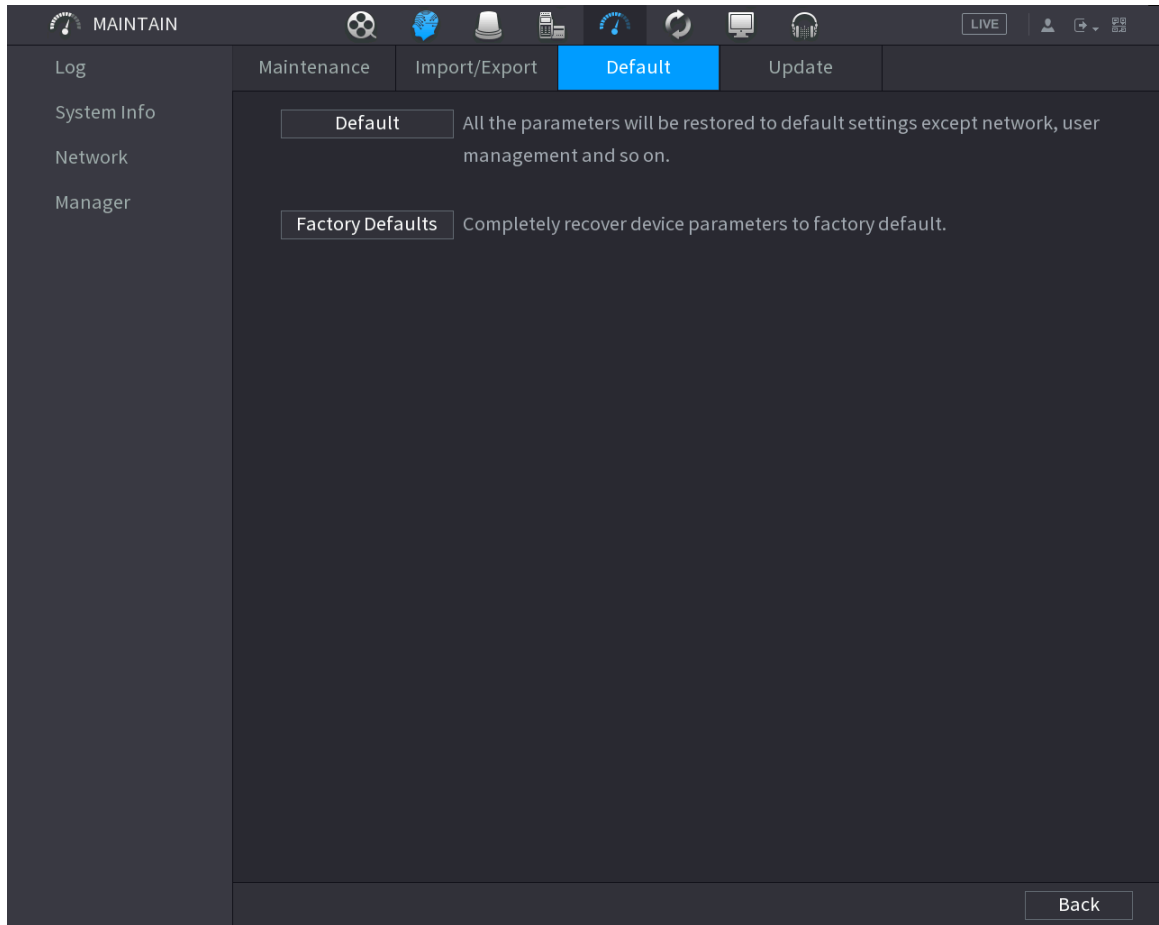 MAINTAIN
LIVE
Log
System Info
Network
Manager
Maintenance Import/Export Default Update
Default All the parameters will be restored to default settings except network, user
management and so on.
Factory Defaults Completely recover device parameters to factory default.
Back